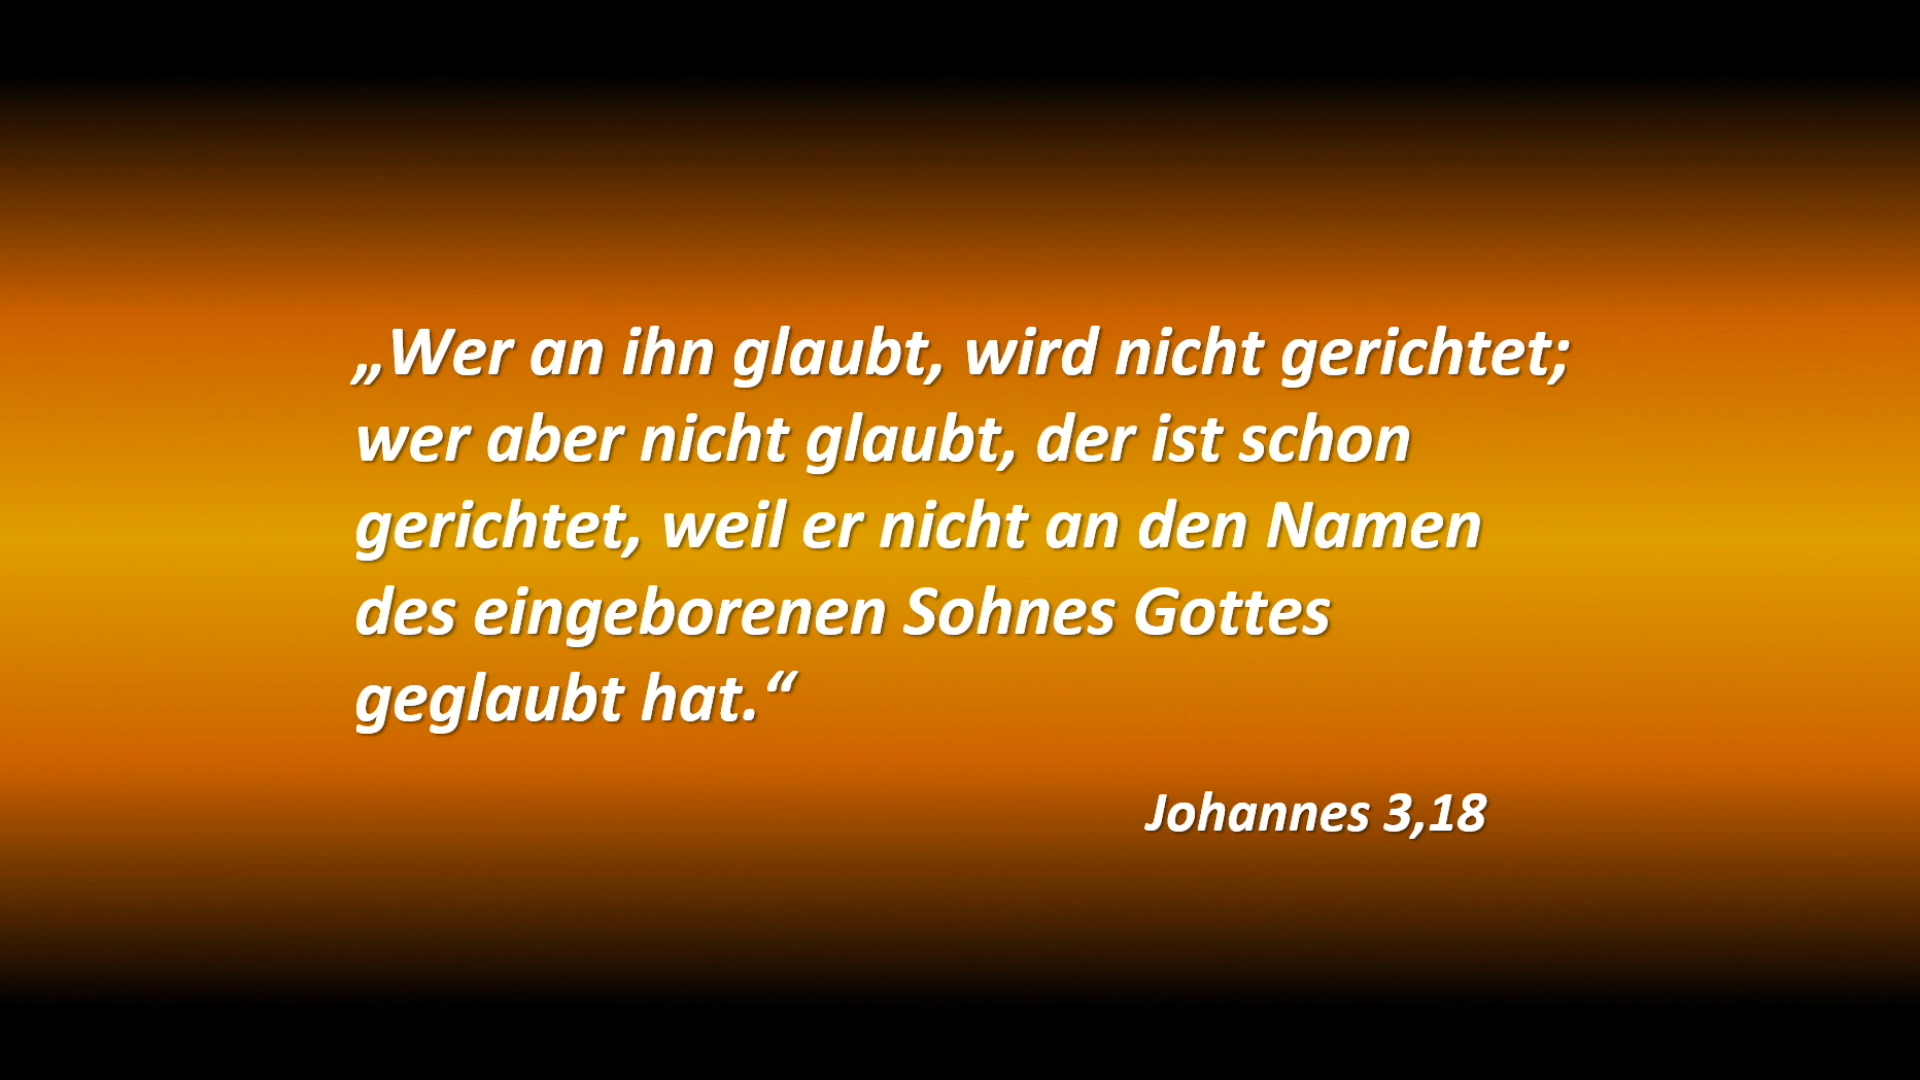 „Wer an ihn glaubt, wird nicht gerichtet;
wer aber nicht glaubt, der ist schon
gerichtet, weil er nicht an den Namen
des eingeborenen Sohnes Gottes
geglaubt hat.“
Johannes 3,18